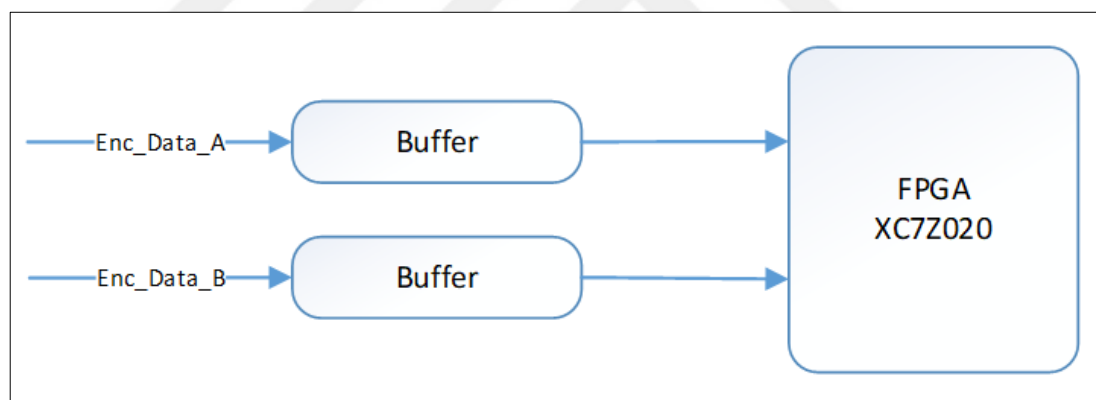 Enc_Data_A
Buffer
Enc_Data_B
Buffer
FPGA
XC7Z020